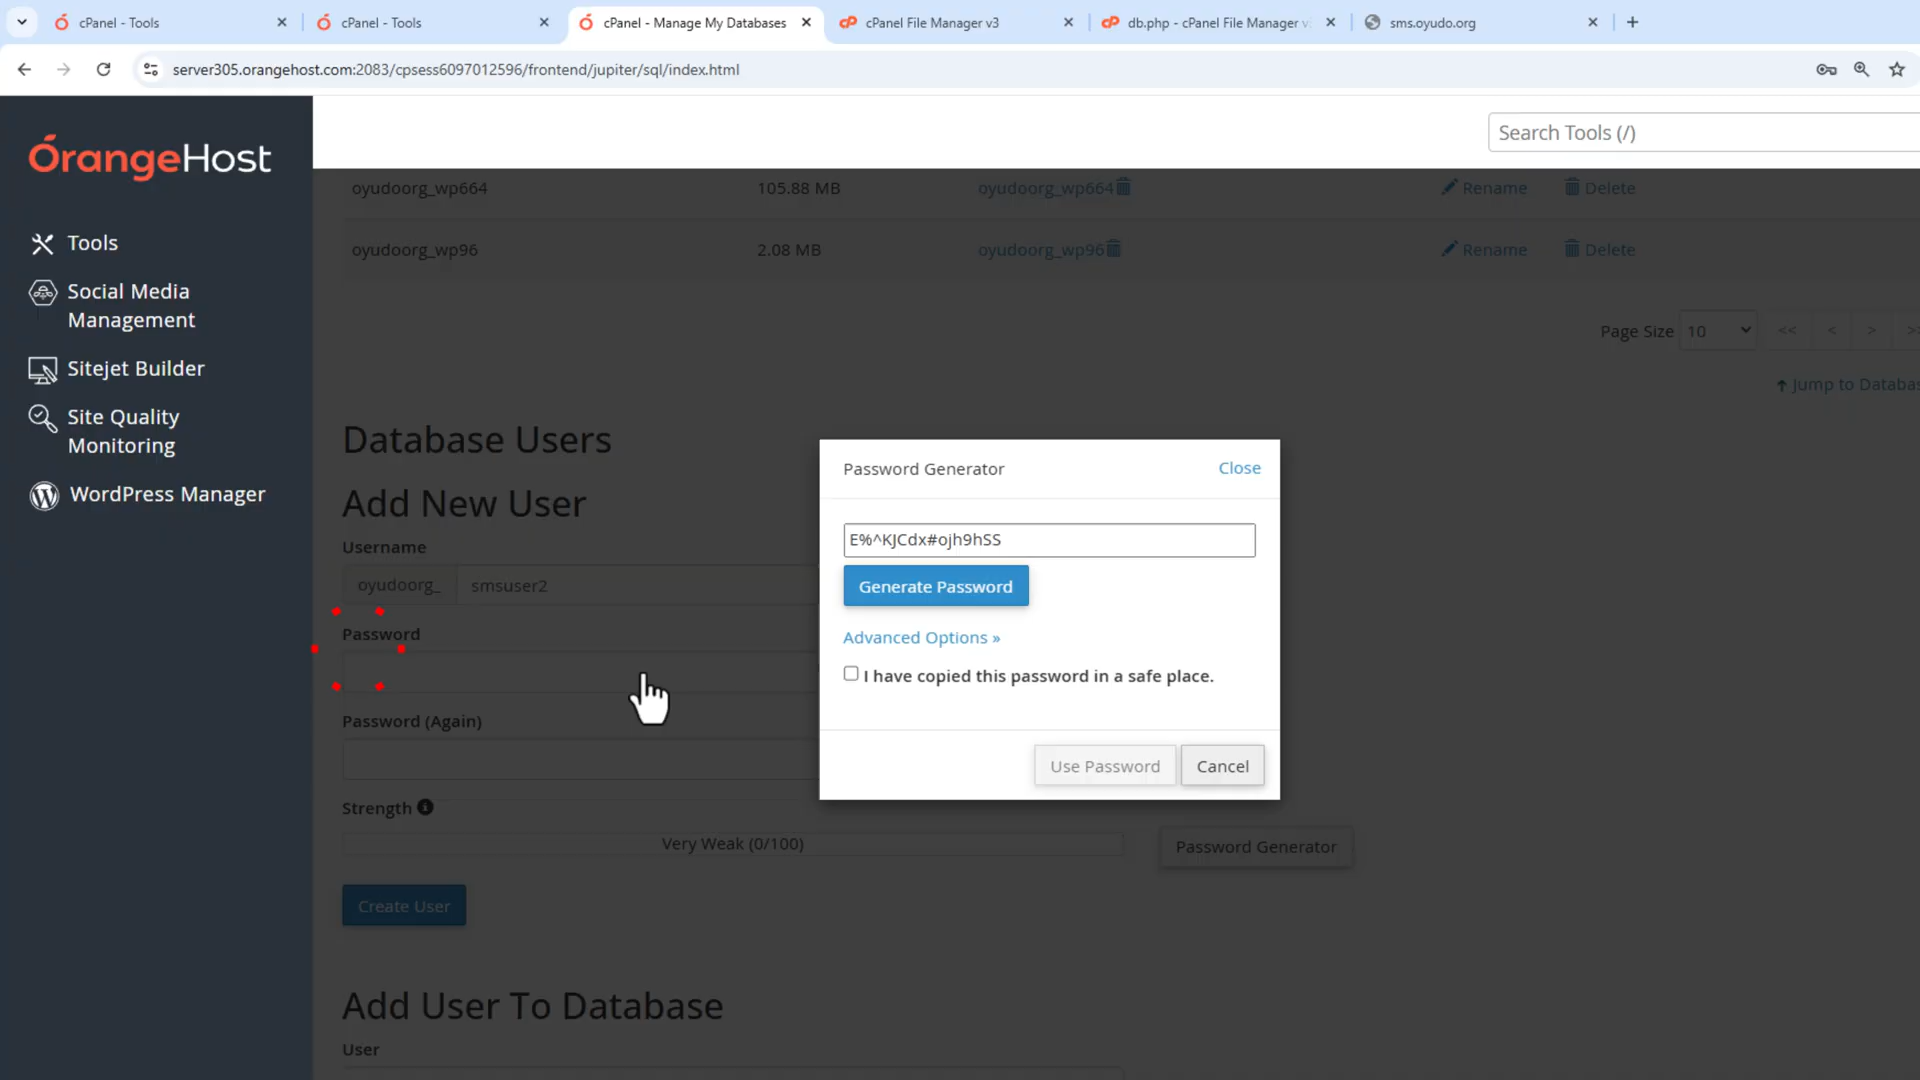 cPanel - Tools
cPanel - Tools
cPanel - Manage My Databases
cPanel File Manager v3
db.php - cPanel File Manager v
sms.oyudo.org
server305.orangehost.com:2083/cpsess6097012596/frontend/jupiter/sql/index.html
OrangeHost
Search Tools (/)
Tools
Social Media
Management
Sitejet Builder
Site Quality
Monitoring
WordPress Manager
oyudoorg_wp664 105.88 MB oyudoorg_wp664 Rename Delete
oyudoorg_wp96 2.08 MB oyudoorg_wp96 Rename Delete
Page Size 10 << < > >>
Jump to Databas
Database Users
Add New User
Username
oyudoorg_ smsuser2
Password
Password (Again)
Strength
Very Weak (0/100)
Password Generator
Create User
Add User To Database
User
Password Generator Close
E%^KJCdx#ojh9hSS
Generate Password
Advanced Options »
I have copied this password in a safe place.
Use Password Cancel